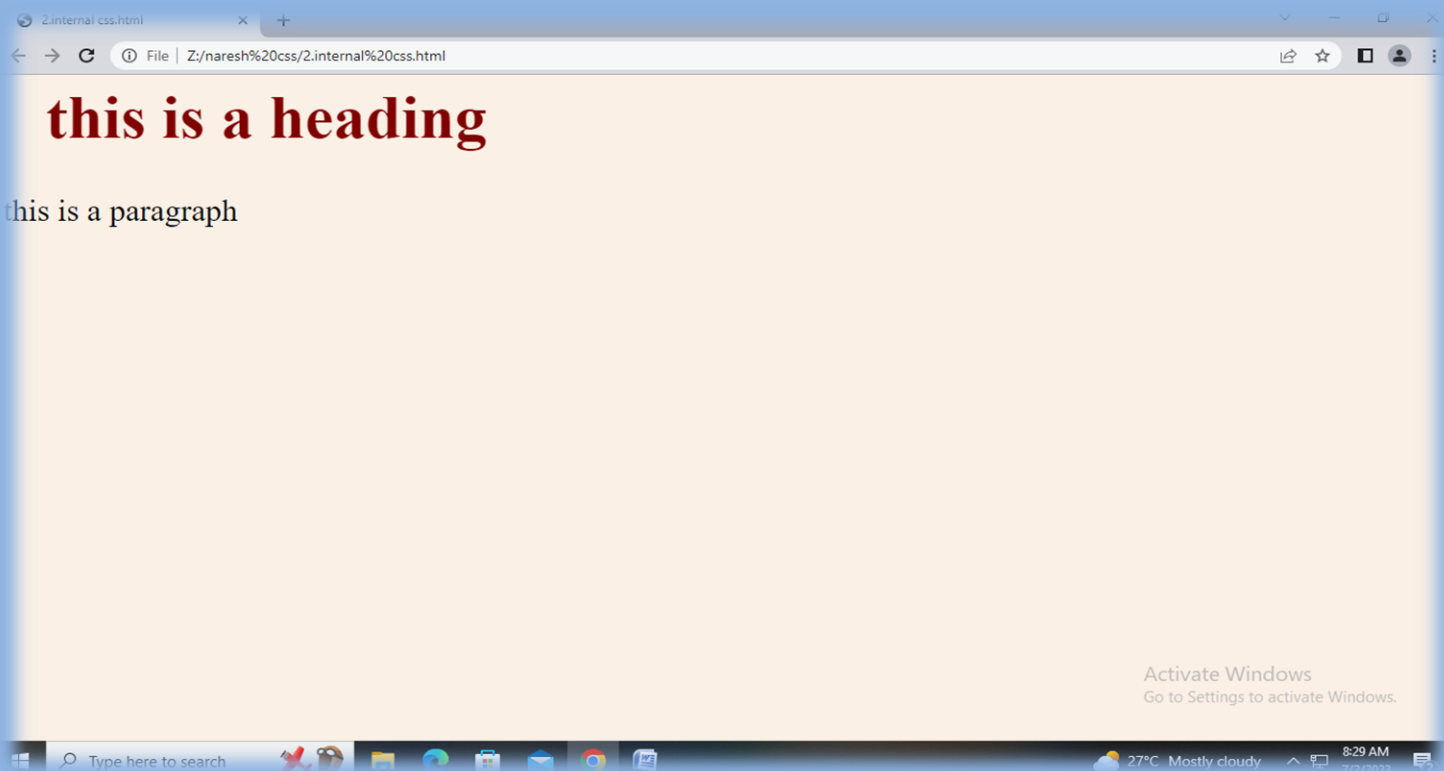 2.internal css.html
File
Z:/naresh%20css/2.internal%20css.html
this is a heading
this is a paragraph
Activate Windows
Go to Settings to activate Windows.
Type here to search
27°C Mostly cloudy
8:29 AM